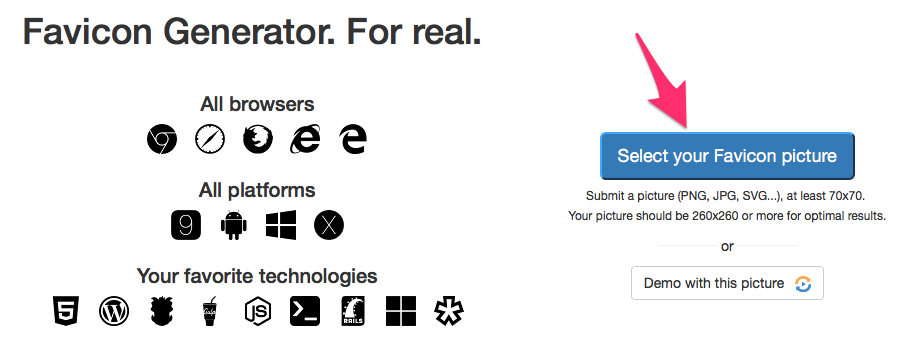 Favicon Generator. For real.
All browsers
All platforms
9
X
Your favorite technologies
5
W
Gulp
JS
RAILS
Select your Favicon picture
Submit a picture (PNG, JPG, SVG...), at least 70x70.
Your picture should be 260x260 or more for optimal results.
or
Demo with this picture